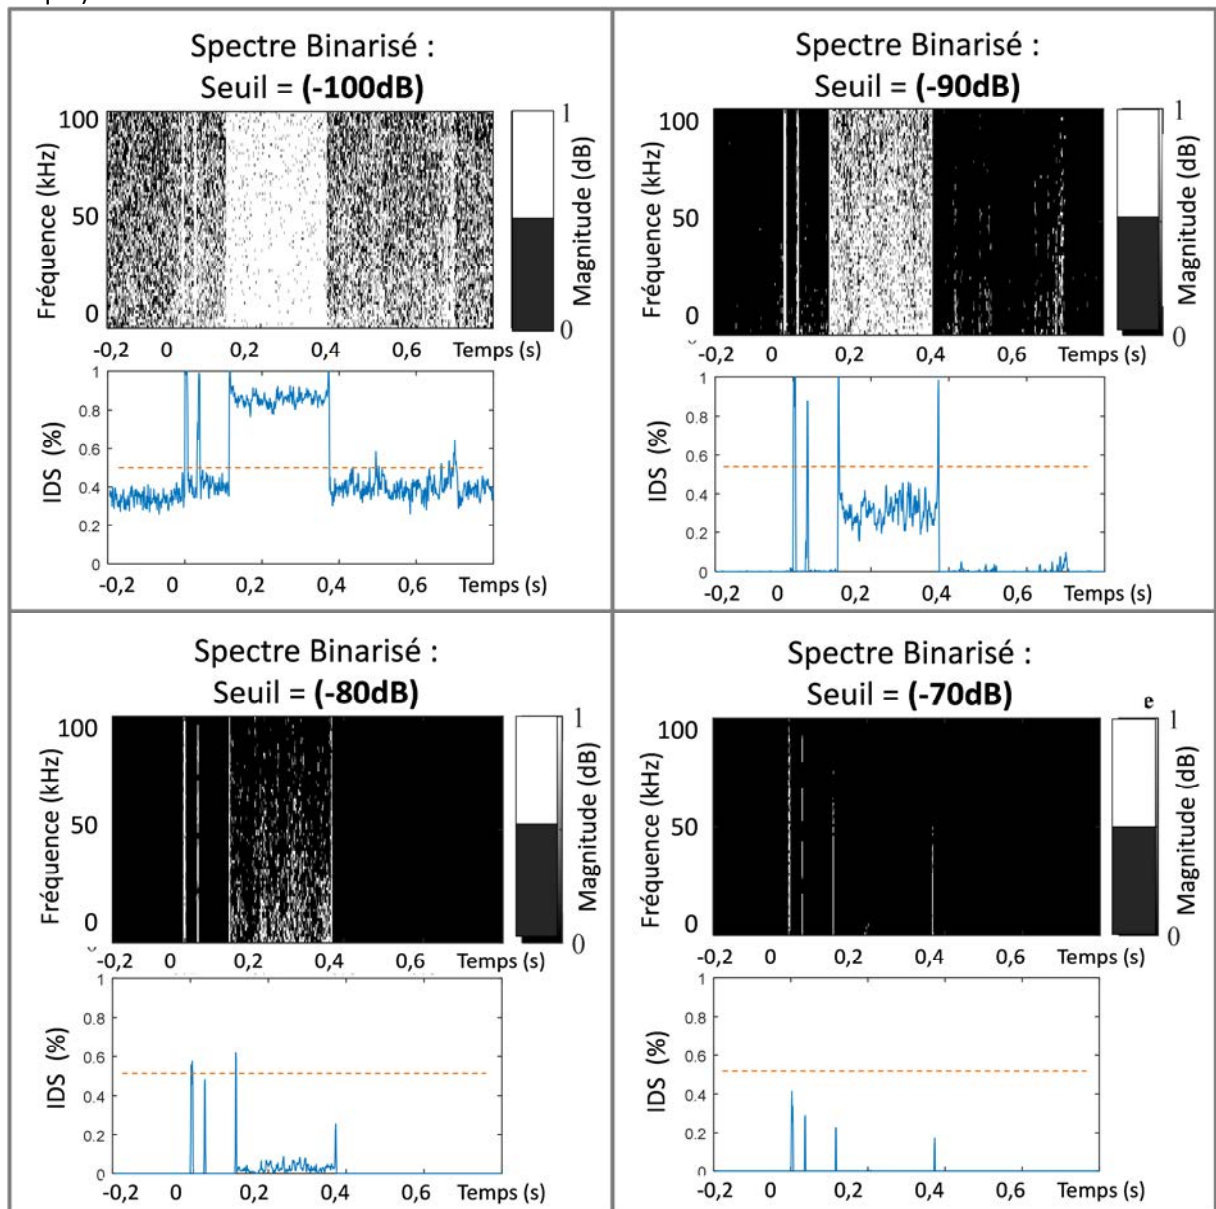 Spectre Binarisé :
Seuil = (-100dB)
100
50
0
Fréquence (kHz)
1
0
Magnitude (dB)
-0,2 0 0,2 0,4 0,6 Temps (s)
1
0.8
0.6
0.4
0.2
0
IDS (%)
-0,2 0 0,2 0,4 0,6 Temps (s)
Spectre Binarisé :
Seuil = (-90dB)
100
50
0
Fréquence (kHz)
1
0
Magnitude (dB)
-0,2 0 0,2 0,4 0,6 Temps (s)
1
0.8
0.6
0.4
0.2
0
IDS (%)
-0,2 0 0,2 0,4 0,6 Temps (s)
Spectre Binarisé :
Seuil = (-80dB)
100
50
0
Fréquence (kHz)
1
0
Magnitude (dB)
-0,2 0 0,2 0,4 0,6 Temps (s)
1
0.8
0.6
0.4
0.2
0
IDS (%)
-0,2 0 0,2 0,4 0,6 Temps (s)
Spectre Binarisé :
Seuil = (-70dB)
e
100
50
0
Fréquence (kHz)
1
0
Magnitude (dB)
-0,2 0 0,2 0,4 0,6 Temps (s)
1
0.8
0.6
0.4
0.2
0
IDS (%)
-0,2 0 0,2 0,4 0,6 Temps (s)